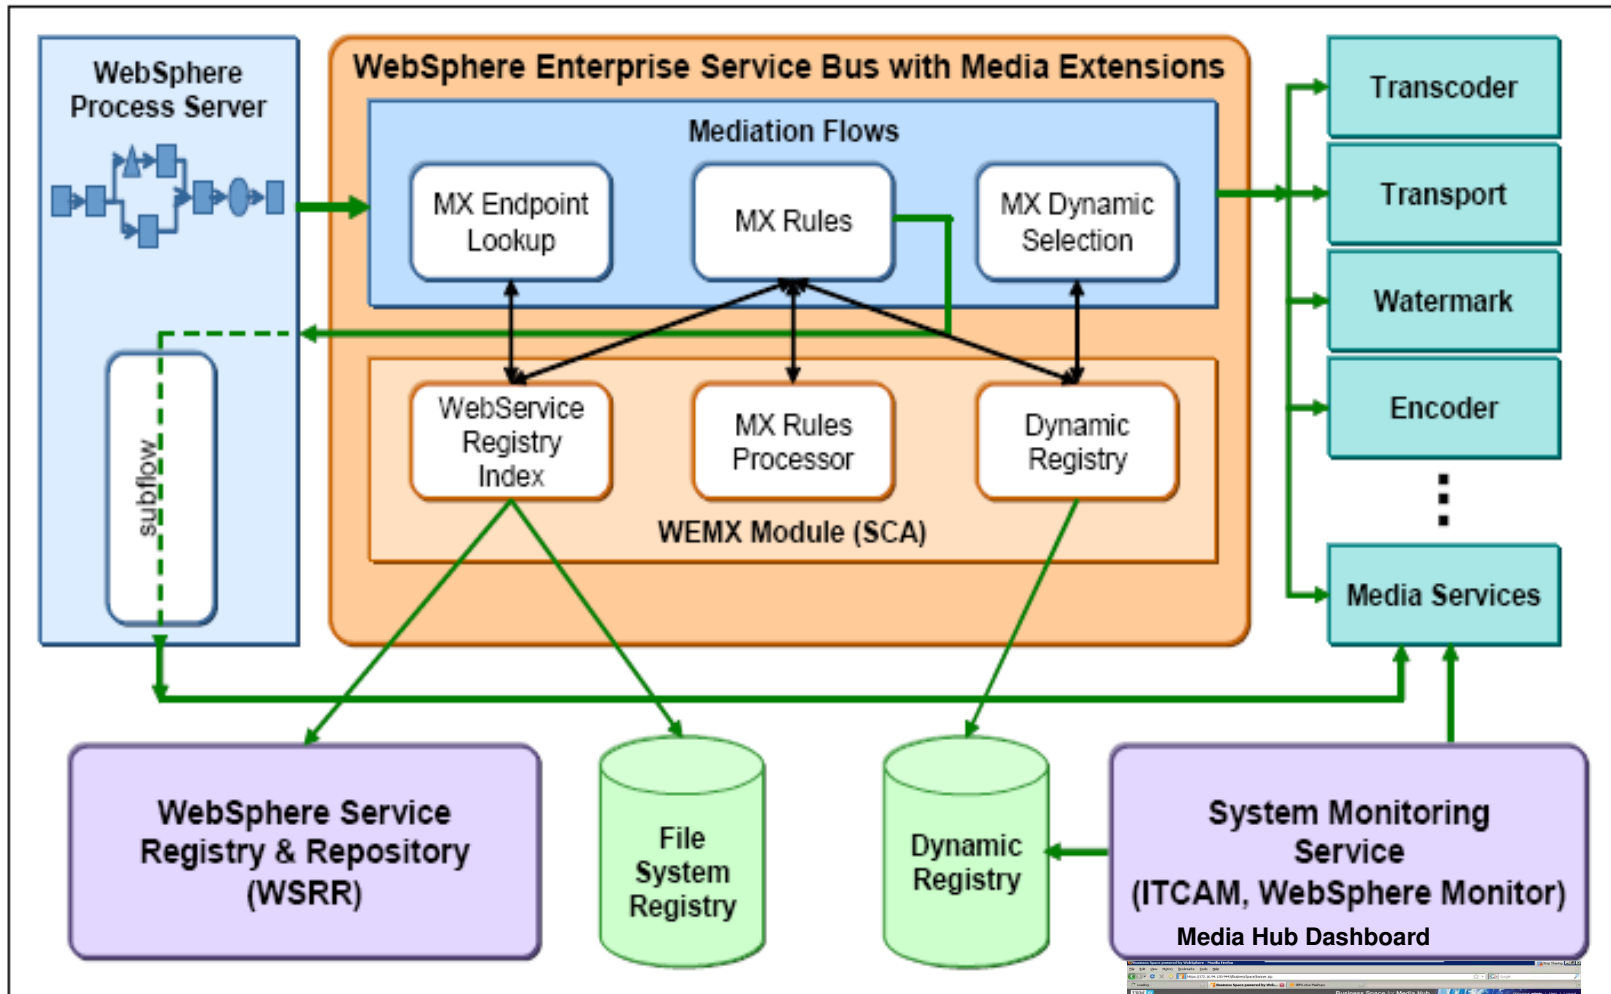 WebSphere
Process Server
subflow
WebSphere Enterprise Service Bus with Media Extensions
Mediation Flows
MX Endpoint
Lookup
MX Rules
MX Dynamic
Selection
WebService
Registry
Index
MX Rules
Processor
Dynamic
Registry
WEMX Module (SCA)
Transcoder
Transport
Watermark
Encoder
Media Services
WebSphere Service
Registry & Repository
(WSRR)
File
System
Registry
Dynamic
Registry
System Monitoring
Service
(ITCAM, WebSphere Monitor)
Media Hub Dashboard